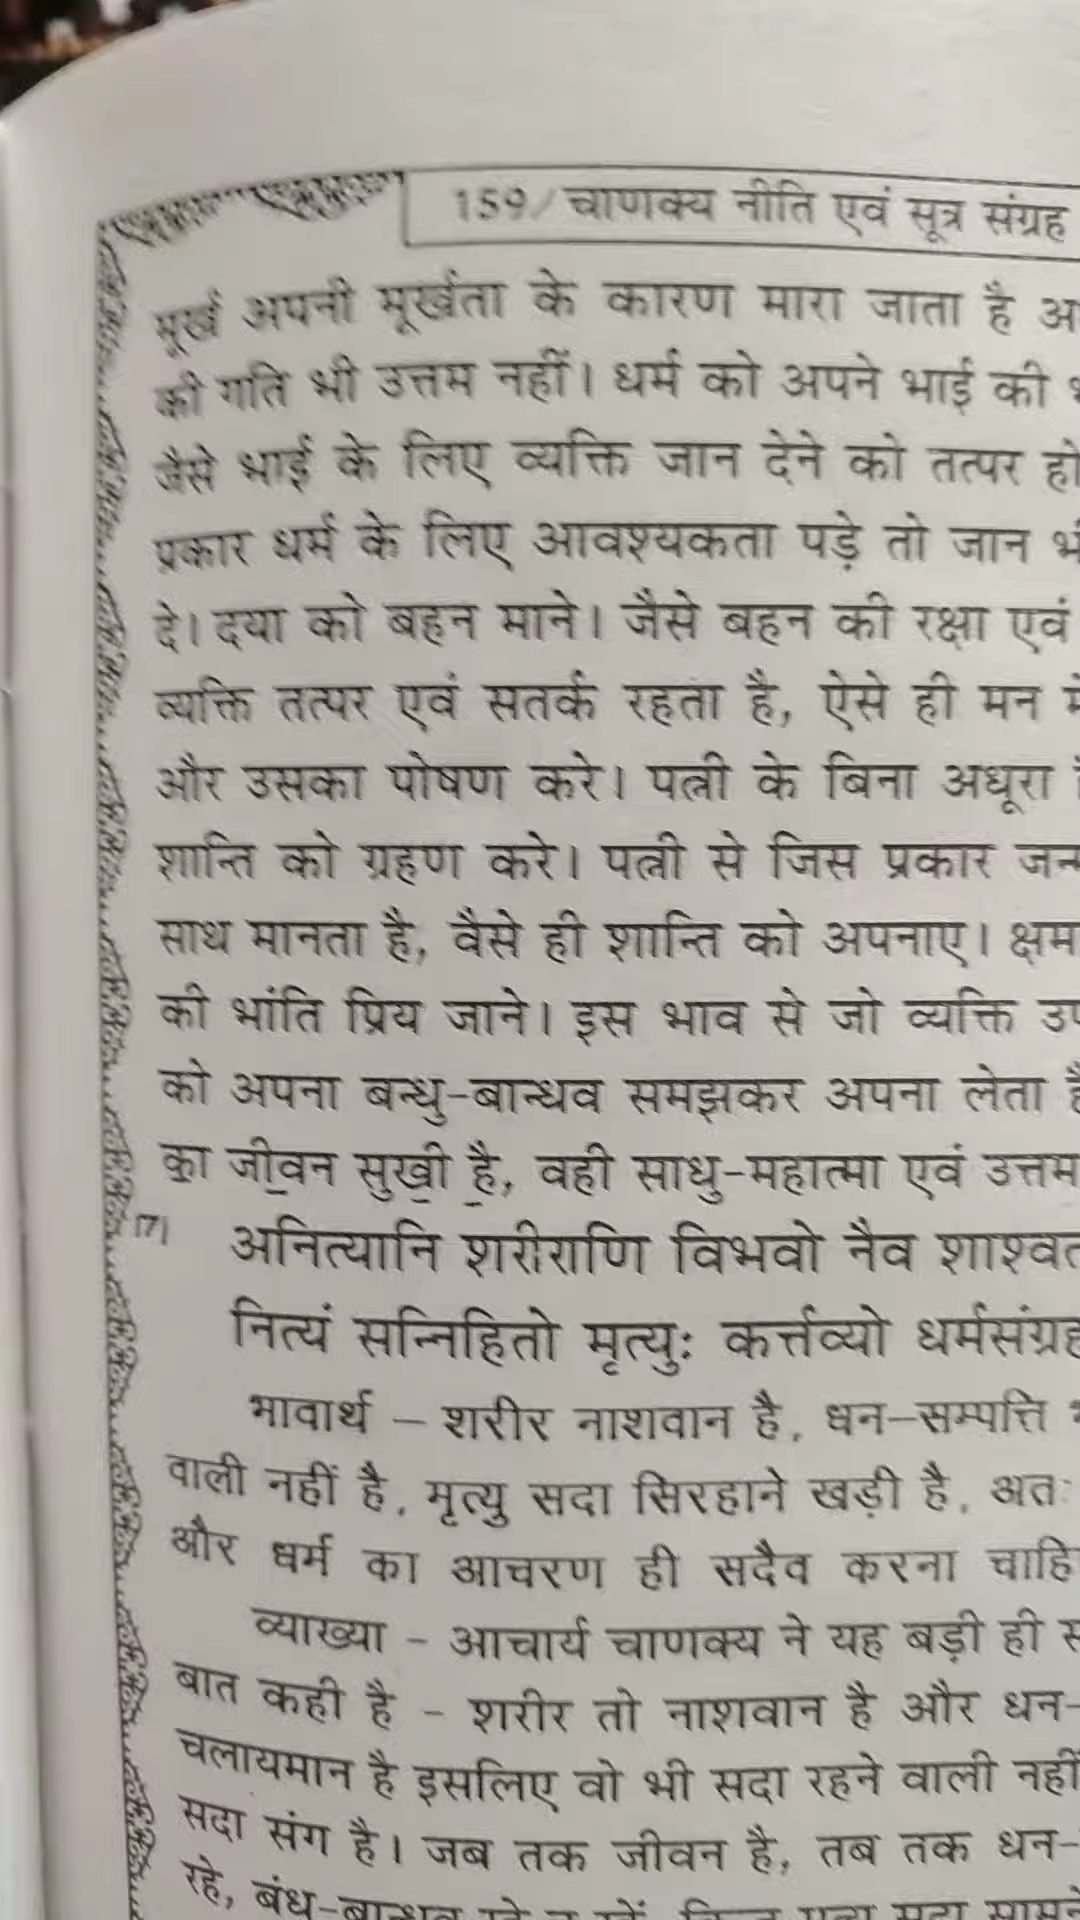 159/चाणक्य नीति एवं सूत्र संग्रह
मूर्ख अपनी मूर्खता के कारण मारा जाता है
की गति भी उत्तम नहीं। धर्म को अपने भाई की
जैसे भाई के लिए व्यक्ति जान देने को तत्पर हो
प्रकार धर्म के लिए आवश्यकता पड़े तो जान
दे। दया को बहन माने। जैसे बहन की रक्षा एवं
व्यक्ति तत्पर एवं सतर्क रहता है, ऐसे ही मन
और उसका पोषण करे। पत्नी के बिना अधूरा
शान्ति को ग्रहण करे। पत्नी से जिस प्रकार
साथ मानता है, वैसे ही शान्ति को अपनाए।
की भांति प्रिय जाने। इस भाव से जो व्यक्ति
को अपना बन्धु-बान्धव समझकर अपना लेता
का जीवन सुखी है, वही साधु-महात्मा एवं उत्तम
अनित्यानि शरीराणि विभवो नैव
नित्यं सन्निहितो मृत्युः कर्त्तव्यो
भावार्थ – शरीर नाशवान है, धन-सम्पत्ति
वाली नहीं है, मृत्यु सदा सिरहाने खड़ी है, अतः
और धर्म का आचरण ही सदैव करना
व्याख्या - आचार्य चाणक्य ने यह बड़ी ही
बात कही है - शरीर तो नाशवान है और धन-
चलायमान है इसलिए वो भी सदा रहने वाली नहीं
सदा संग है। जब तक जीवन है, तब तक धन-
रहे,